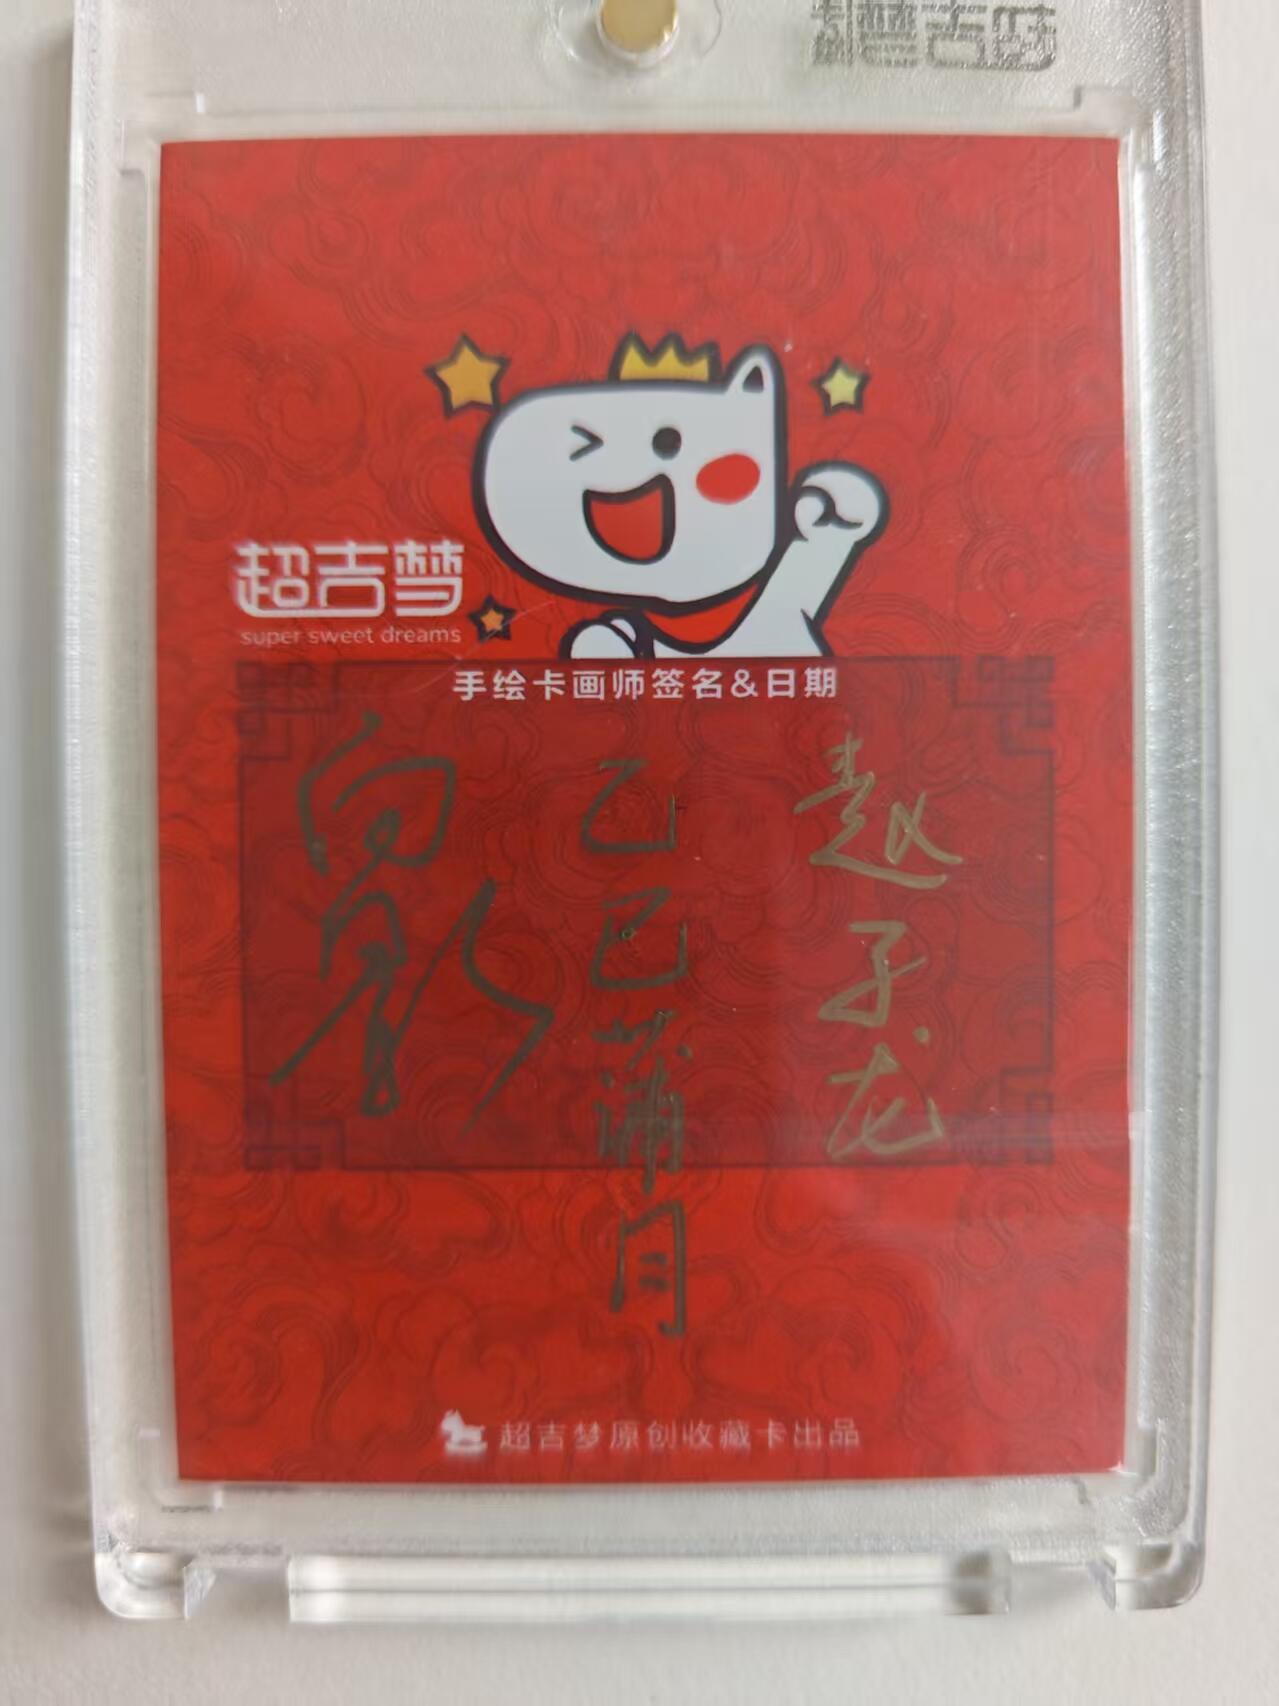 超吉梦
超吉梦
super sweet dreams
手绘卡画师签名&日期
赵子龙
乙巳蒲月
超吉梦原创收藏卡出品